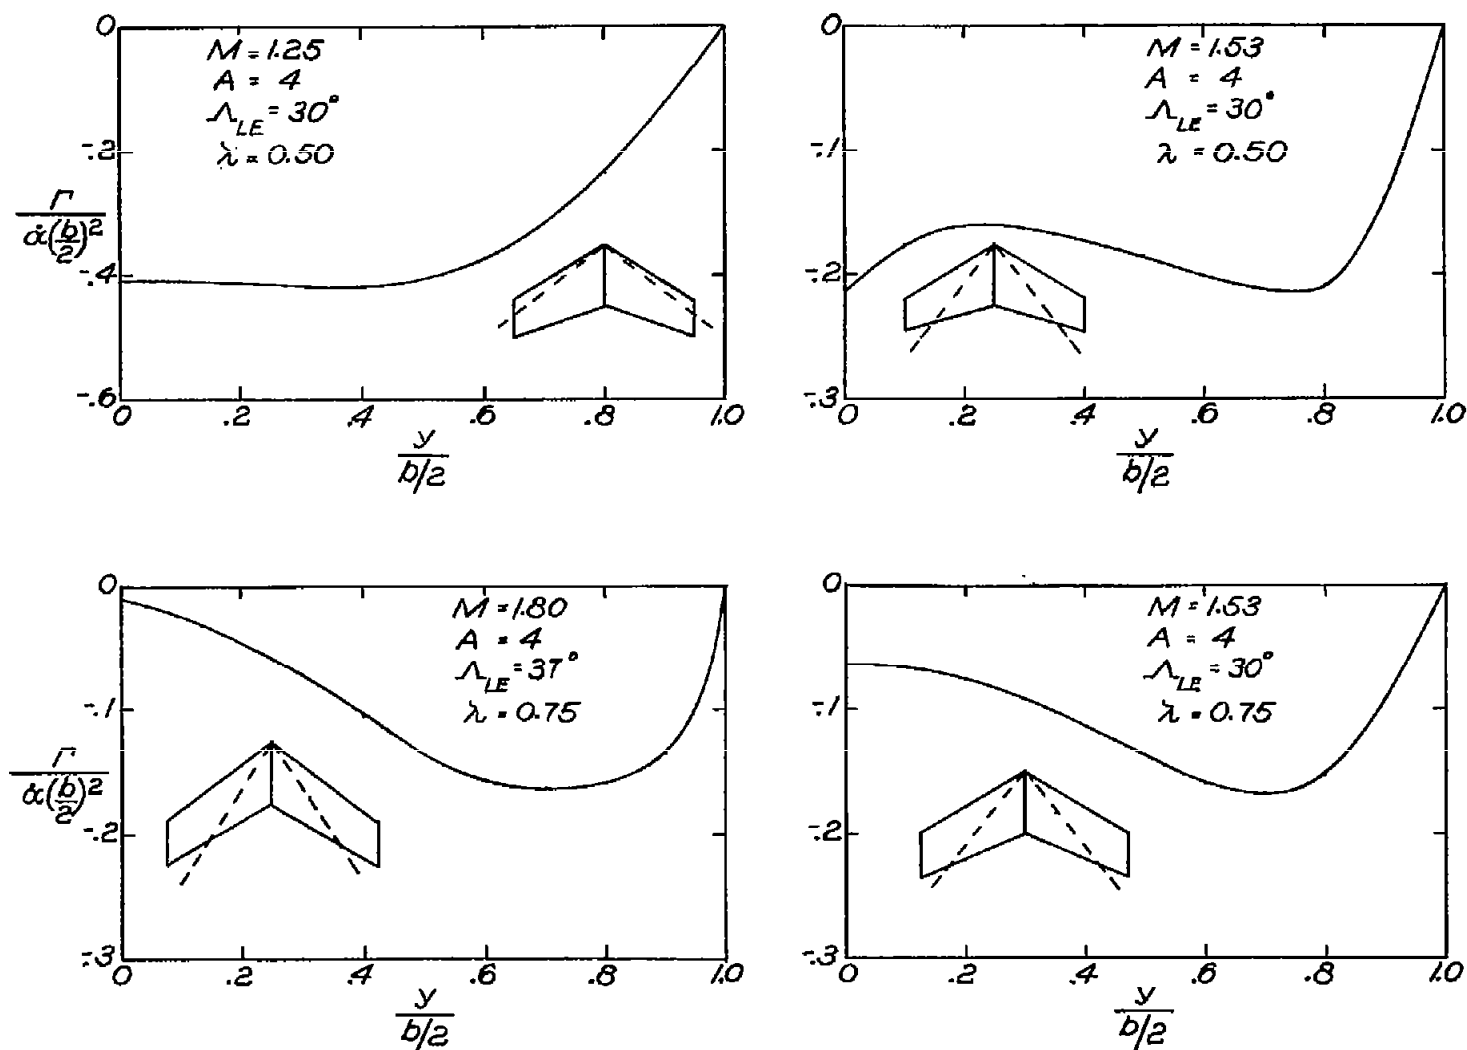 0
-.2
-.4
-.6
Γ
α̇(b/2)²
M = 1.25
A = 4
Λ_LE = 30°
λ = 0.50
0 .2 .4 .6 .8 1.0
y
b/2
0
-.1
-.2
-.3
M = 1.53
A = 4
Λ_LE = 30°
λ = 0.50
0 .2 .4 .6 .8 1.0
y
b/2
0
-.1
-.2
-.3
Γ
α̇(b/2)²
M = 1.80
A = 4
Λ_LE = 37°
λ = 0.75
0 .2 .4 .6 .8 1.0
y
b/2
0
-.1
-.2
-.3
M = 1.53
A = 4
Λ_LE = 30°
λ = 0.75
0 .2 .4 .6 .8 1.0
y
b/2